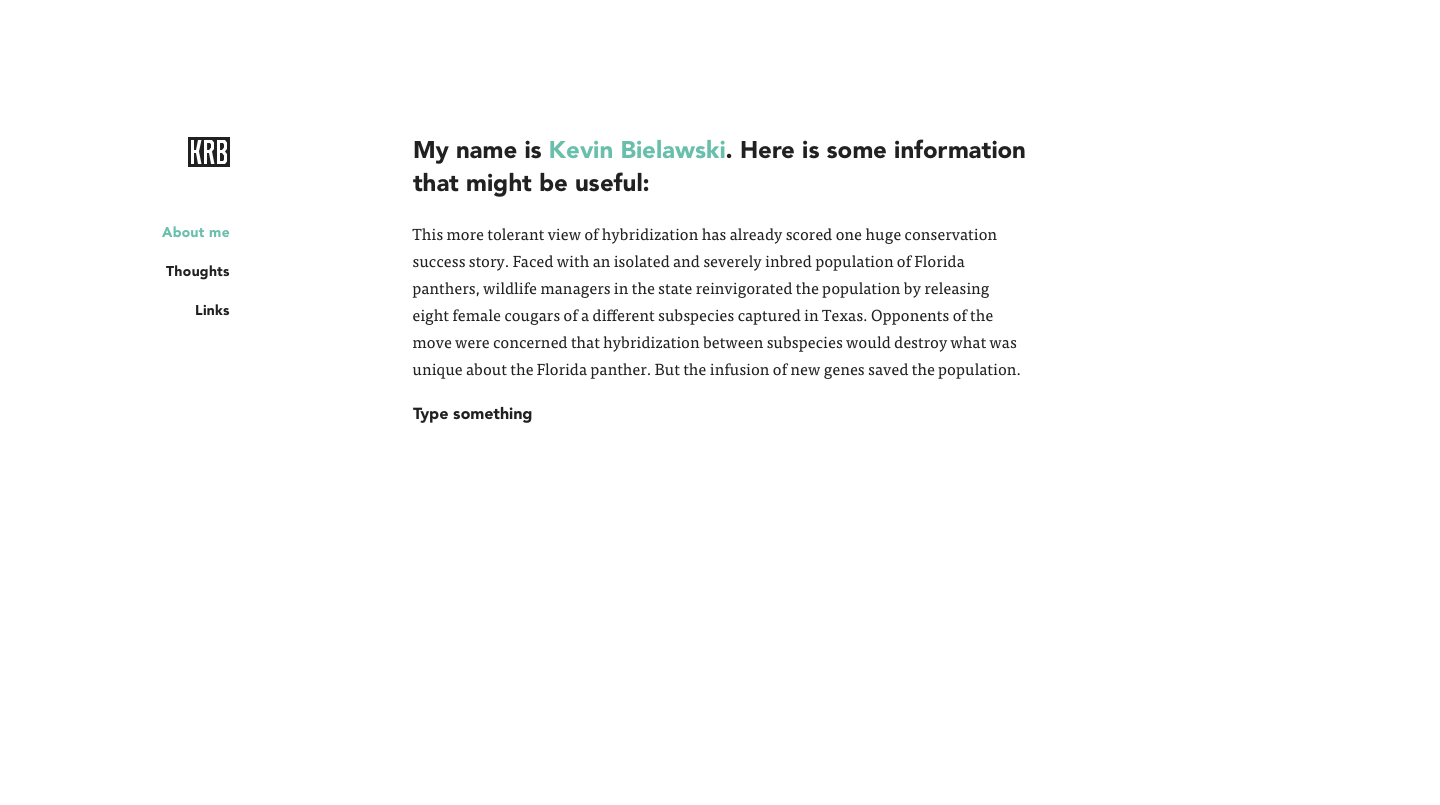 KRB
About me
Thoughts
Links
My name is Kevin Bielawski. Here is some information
that might be useful:
This more tolerant view of hybridization has already scored one huge conservation
success story. Faced with an isolated and severely inbred population of Florida
panthers, wildlife managers in the state reinvigorated the population by releasing
eight female cougars of a different subspecies captured in Texas. Opponents of the
move were concerned that hybridization between subspecies would destroy what was
unique about the Florida panther. But the infusion of new genes saved the population.
Type something